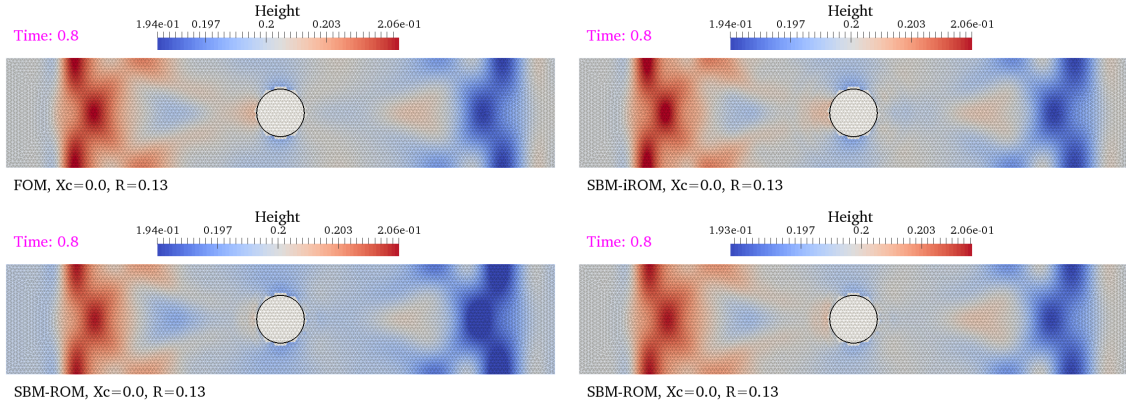 Height
1.94e-01 0.197 0.2 0.203 2.06e-01
Time: 0.8
FOM, Xc=0.0, R=0.13
Height
1.94e-01 0.197 0.2 0.203 2.06e-01
Time: 0.8
SBM-iROM, Xc=0.0, R=0.13
Height
1.94e-01 0.197 0.2 0.203 2.06e-01
Time: 0.8
SBM-ROM, Xc=0.0, R=0.13
Height
1.93e-01 0.197 0.2 0.203 2.06e-01
Time: 0.8
SBM-ROM, Xc=0.0, R=0.13